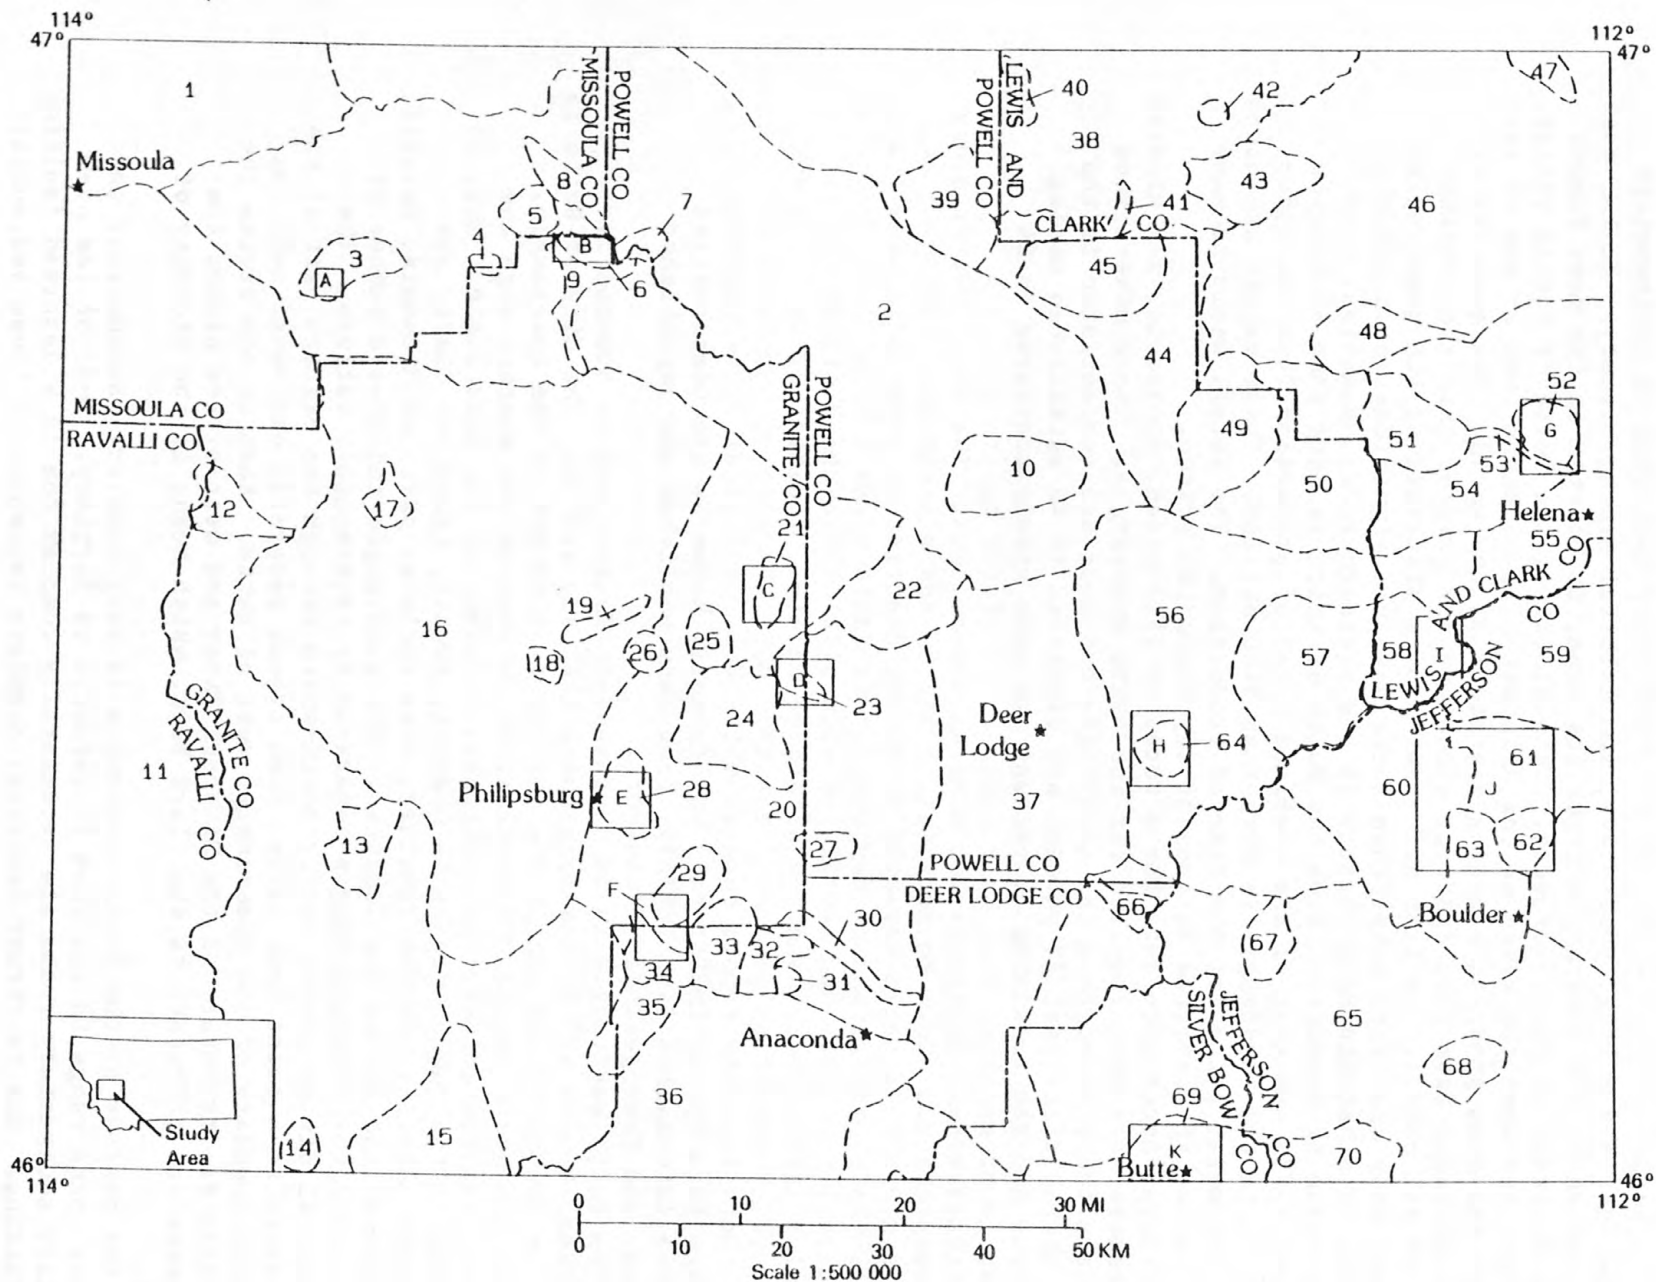 114°
112°
47°
47°
1
MISSOULA CO
POWELL CO
POWELL CO
LEWIS AND
40
42
47
38
Missoula
8
5
7
39
41
43
46
CLARK CO
4
B
3
A
9
6
45
2
48
44
GRANITE CO
POWELL CO
52
MISSOULA CO
RAVALLI CO
49
51
G
53
10
50
54
12
17
Helena
21
55
C
22
56
AND CLARK CO
CO
19
16
25
26
18
57
58
I
59
LEWIS
JEFFERSON
D
23
24
GRANITE CO
RAVALLI CO
Deer
Lodge
H
64
61
11
Philipsburg
E
28
20
37
60
J
13
27
63
62
POWELL CO
DEER LODGE CO
29
F
66
Boulder
30
33
32
67
34
31
35
65
Anaconda
SILVER BOW CO
JEFFERSON CO
68
36
69
Study
Area
14
15
K
70
Butte
46°
46°
114°
112°
0 10 20 30 MI
0 10 20 30 40 50 KM
Scale 1:500 000